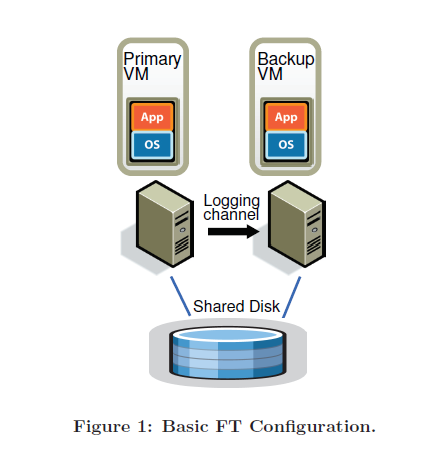 Primary
VM
Backup
VM
App
OS
App
OS
Logging
channel
Shared Disk
Figure 1: Basic FT Configuration.